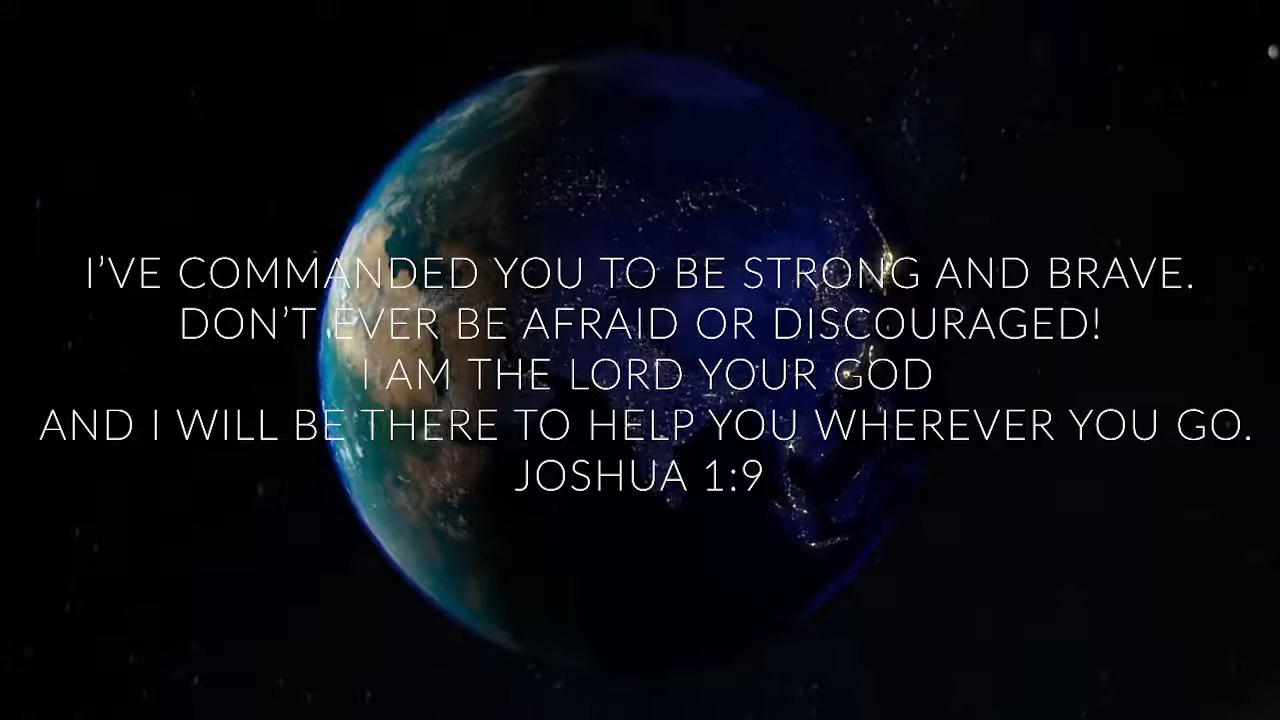 I’VE COMMANDED YOU TO BE STRONG AND BRAVE.
DON’T EVER BE AFRAID OR DISCOURAGED!
I AM THE LORD YOUR GOD
AND I WILL BE THERE TO HELP YOU WHEREVER YOU GO.
JOSHUA 1:9